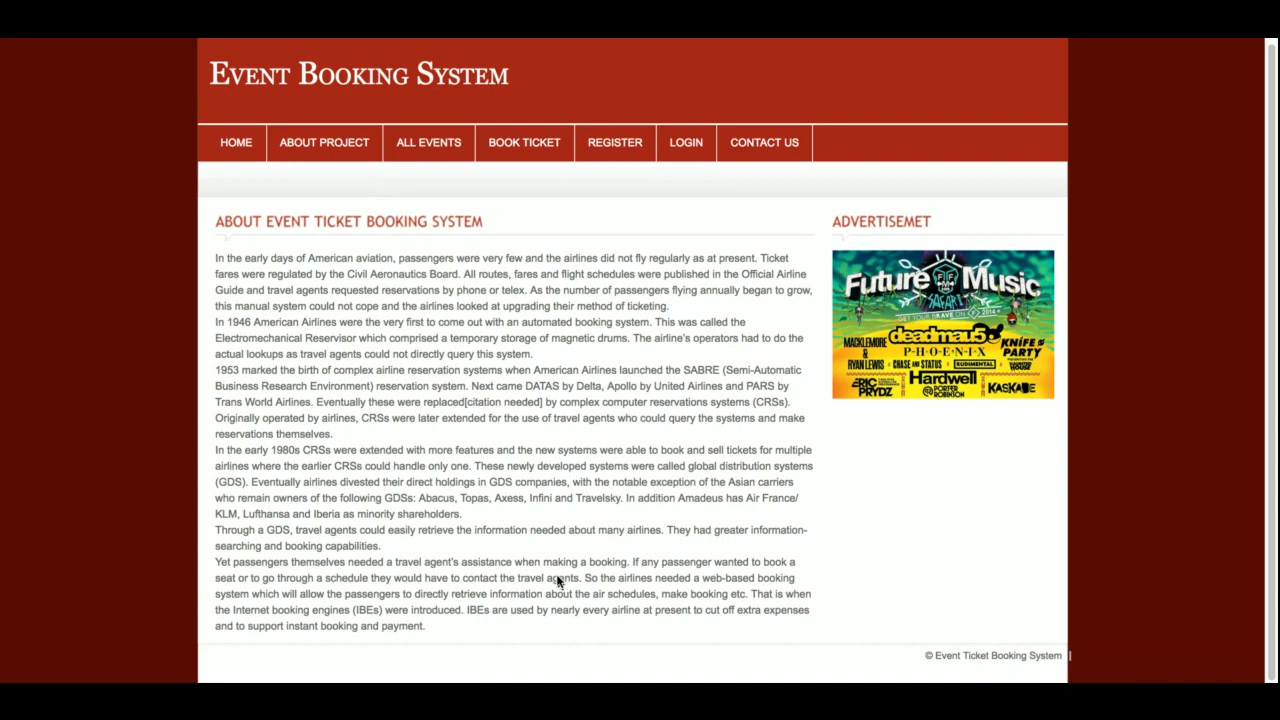 Event Booking System
HOME
ABOUT PROJECT
ALL EVENTS
BOOK TICKET
REGISTER
LOGIN
CONTACT US
ABOUT EVENT TICKET BOOKING SYSTEM
In the early days of American aviation, passengers were very few and the airlines did not fly regularly as at present. Ticket
fares were regulated by the Civil Aeronautics Board. All routes, fares and flight schedules were published in the Official Airline
Guide and travel agents requested reservations by phone or telex. As the number of passengers flying annually began to grow,
this manual system could not cope and the airlines looked at upgrading their method of ticketing.
In 1946 American Airlines were the very first to come out with an automated booking system. This was called the
Electromechanical Reservisor which comprised a temporary storage of magnetic drums. The airline's operators had to do the
actual lookups as travel agents could not directly query this system.
1953 marked the birth of complex airline reservation systems when American Airlines launched the SABRE (Semi-Automatic
Business Research Environment) reservation system. Next came DATAS by Delta, Apollo by United Airlines and PARS by
Trans World Airlines. Eventually these were replaced[citation needed] by complex computer reservations systems (CRSs).
Originally operated by airlines, CRSs were later extended for the use of travel agents who could query the systems and make
reservations themselves.
In the early 1980s CRSs were extended with more features and the new systems were able to book and sell tickets for multiple
airlines where the earlier CRSs could handle only one. These newly developed systems were called global distribution systems
(GDS). Eventually airlines divested their direct holdings in GDS companies, with the notable exception of the Asian carriers
who remain owners of the following GDSs: Abacus, Topas, Axess, Infini and Travelsky. In addition Amadeus has Air France/
KLM, Lufthansa and Iberia as minority shareholders.
Through a GDS, travel agents could easily retrieve the information needed about many airlines. They had greater information-
searching and booking capabilities.
Yet passengers themselves needed a travel agent's assistance when making a booking. If any passenger wanted to book a
seat or to go through a schedule they would have to contact the travel agents. So the airlines needed a web-based booking
system which will allow the passengers to directly retrieve information about the air schedules, make booking etc. That is when
the Internet booking engines (IBEs) were introduced. IBEs are used by nearly every airline at present to cut off extra expenses
and to support instant booking and payment.
ADVERTISEMET
Future Music
SAFARI
GET YOUR BRAVE ON 2014
deadmau5
PHOENIX
MACKLEMORE & RYAN LEWIS
KNIFE PARTY
CHASE AND STATUS x RUDIMENTAL
ERIC PRYDZ
Hardwell
PORTER ROBINSON
KASKADE
© Event Ticket Booking System |